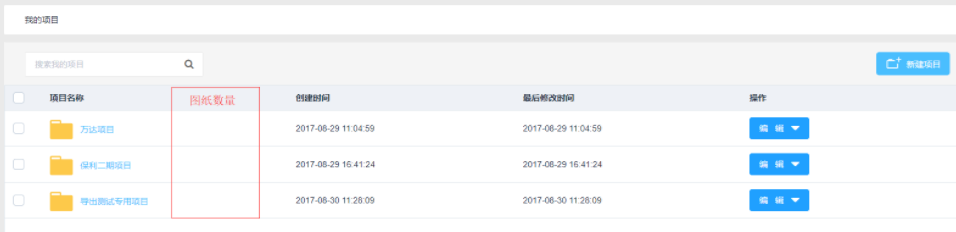 我的项目
搜索我的项目
新建项目
项目名称 图纸数量 创建时间 最后修改时间 操作
万达项目 2017-08-29 11:04:59 2017-08-29 11:04:59 编 辑
保利二期项目 2017-08-29 16:41:24 2017-08-29 16:41:24 编 辑
导出测试专用项目 2017-08-30 11:28:09 2017-08-30 11:28:09 编 辑